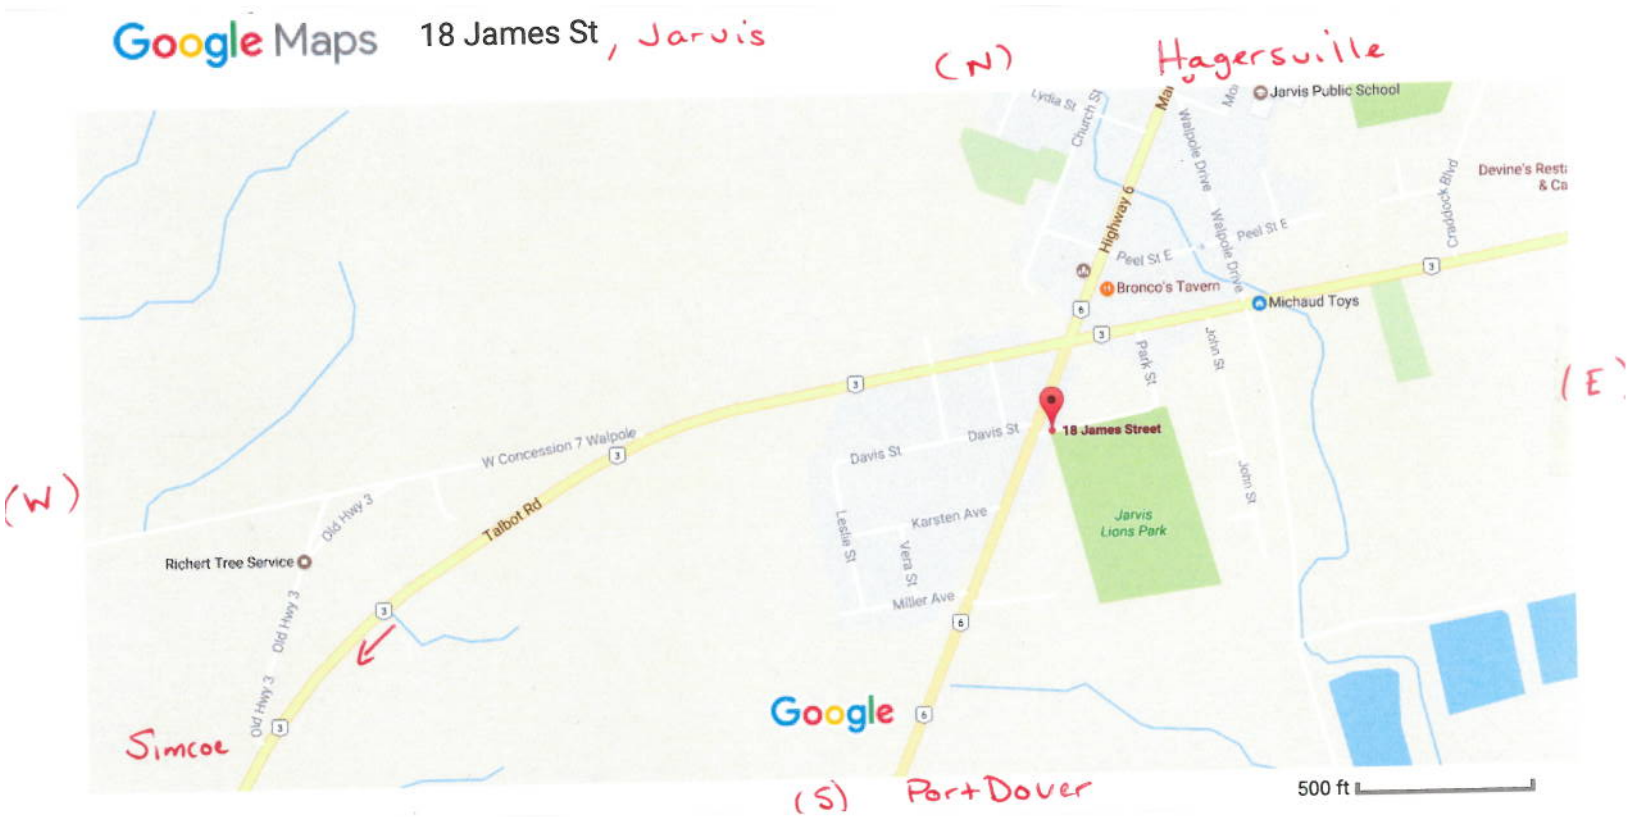 Google Maps 18 James St, Jarvis
(N) Hagersville
Lydia St
Church St
Mai
Mo
Jarvis Public School
Walpole Drive
Highway 6
Craddock Blvd
Devine's Resta
& Ca
Walpole Drive
Peel St E
Peel St E
Bronco's Tavern
Michaud Toys
6
3
3
3
Park St
John St
(E)
18 James Street
Davis St
Davis St
W Concession 7 Walpole
3
(W)
Old Hwy 3
Talbot Rd
Leslie St
Karsten Ave
Vera St
Jarvis
Lions Park
John St
Richert Tree Service
Old Hwy 3
3
Miller Ave
6
Old Hwy 3
3
Simcoe
Google
6
(S) Port Dover
500 ft